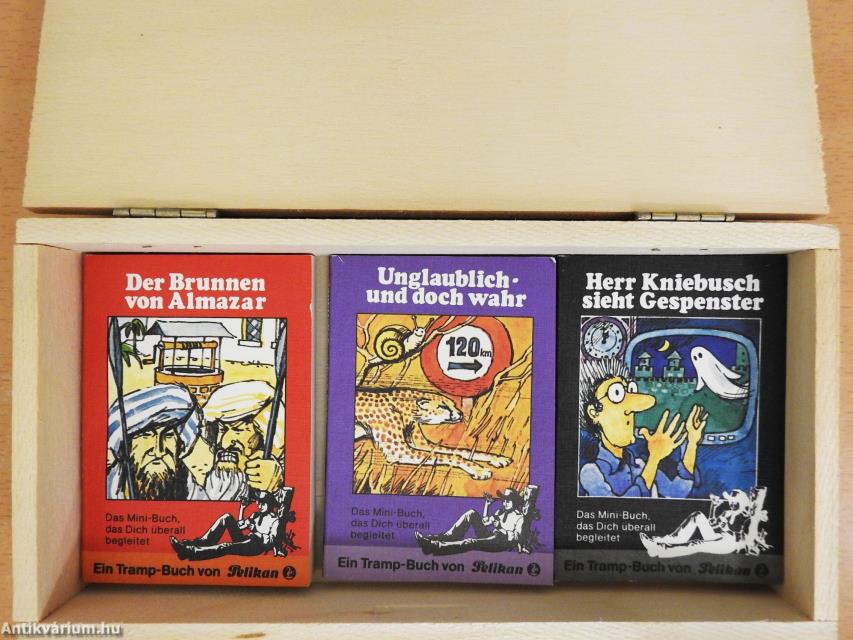 Der Brunnen
von Almazar
Das Mini-Buch,
das Dich überall
begleitet
Ein Tramp-Buch von Pelikan
Unglaublich-
und doch wahr
120 km
Das Mini-Buch,
das Dich überall
begleitet
Ein Tramp-Buch von Pelikan
Herr Kniebusch
sieht Gespenster
Das Mini-Buch,
das Dich überall
begleitet
Ein Tramp-Buch von Pelikan
Antikvárium.hu